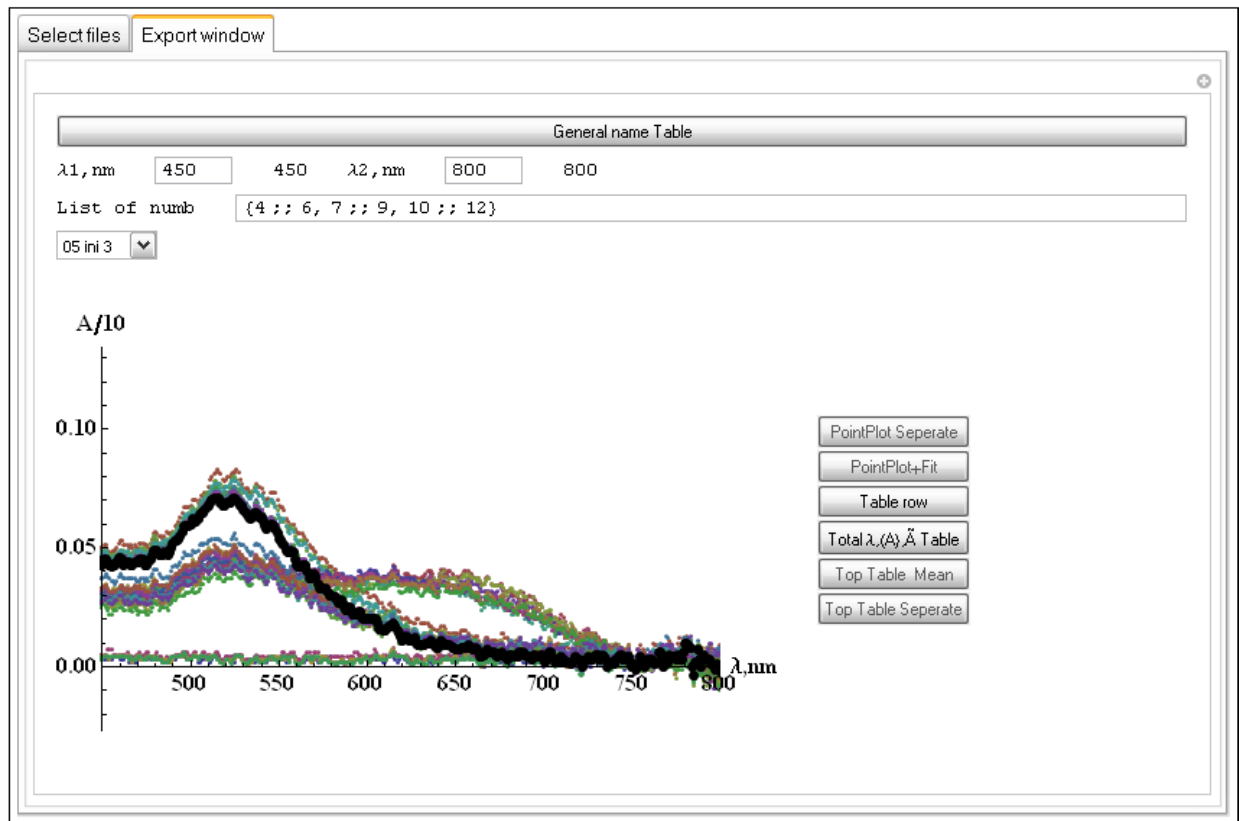 Select files Export window
General name Table
λ1,nm 450 450 λ2,nm 800 800
List of numb {4 ;; 6, 7 ;; 9, 10 ;; 12}
05 ini 3
A/10
0.10
0.05
0.00
500 550 600 650 700 750 800
λ,nm
PointPlot Seperate
PointPlot+Fit
Table row
Total λ,{A},Ã Table
Top Table Mean
Top Table Seperate